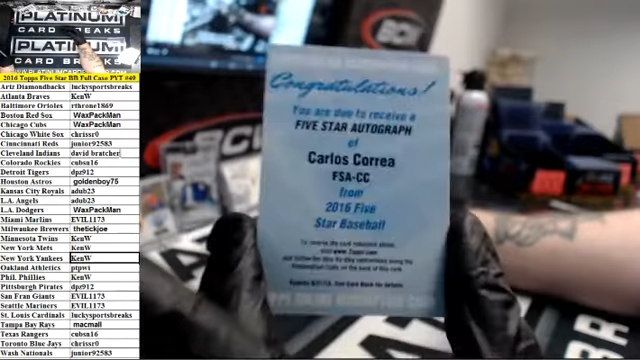 PLATINUM
CARD BREAKS
PLATINUM
CARD BREAKS
2016 Topps Five Star BB Full Case PYT #49
Ariz Diamondbacks luckysportsbreaks
Atlanta Braves KenW
Baltimore Orioles rthrone1869
Boston Red Sox WaxPackMan
Chicago Cubs WaxPackMan
Chicago White Sox chrissr0
Cincinnati Reds junior92583
Cleveland Indians david bratcher
Colorado Rockies cubsn16
Detroit Tigers dpz912
Houston Astros goldenboy75
Kansas City Royals adub23
L.A. Angels adub23
L.A. Dodgers WaxPackMan
Miami Marlins EVIL1173
Milwaukee Brewers thetickjoe
Minnesota Twins KenW
New York Mets KenW
New York Yankees KenW
Oakland Athletics ptpwi
Phil. Phillies KenW
Pittsburgh Pirates dpz912
San Fran Giants EVIL1173
Seattle Mariners EVIL1173
St. Louis Cardinals luckysportsbreaks
Tampa Bay Rays macmall
Texas Rangers cubsn16
Toronto Blue Jays chrissr0
Wash Nationals junior92583
Congratulations!
You are due to receive a
FIVE STAR AUTOGRAPH
of
Carlos Correa
FSA-CC
from
2016 Five
Star Baseball